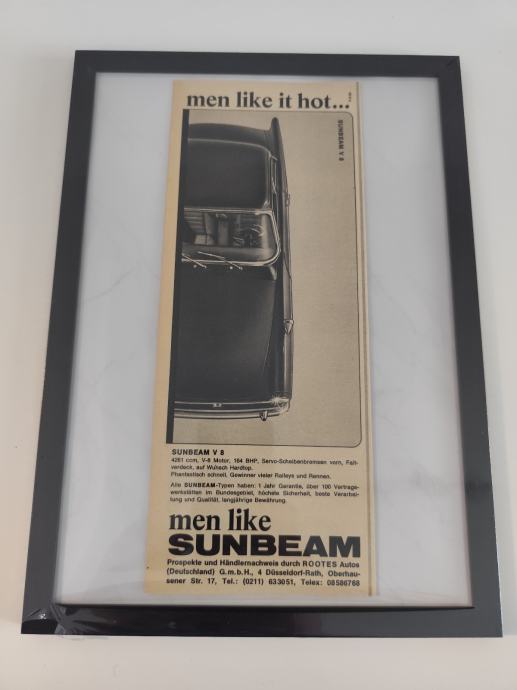 men like it hot...
SUNBEAM V 8
SUNBEAM V 8
4261 ccm, V-8 Motor, 164 BHP, Servo-Scheibenbremsen vorn, Falt-
verdeck, auf Wunsch Hardtop.
Phantastisch schnell, Gewinner vieler Raileys und Rennen.
Alle SUNBEAM-Typen haben: 1 Jahr Garantie, über 100 Vertrags-
werkstätten im Bundesgebiet, höchste Sicherheit, beste Verarbei-
tung und Qualität, langjährige Bewährung.
men like
SUNBEAM
Prospekte und Händlernachweis durch ROOTES Autos
(Deutschland) G.m.b.H., 4 Düsseldorf-Rath, Oberhau-
sener Str. 17, Tel.: (0211) 633051, Telex: 08586768